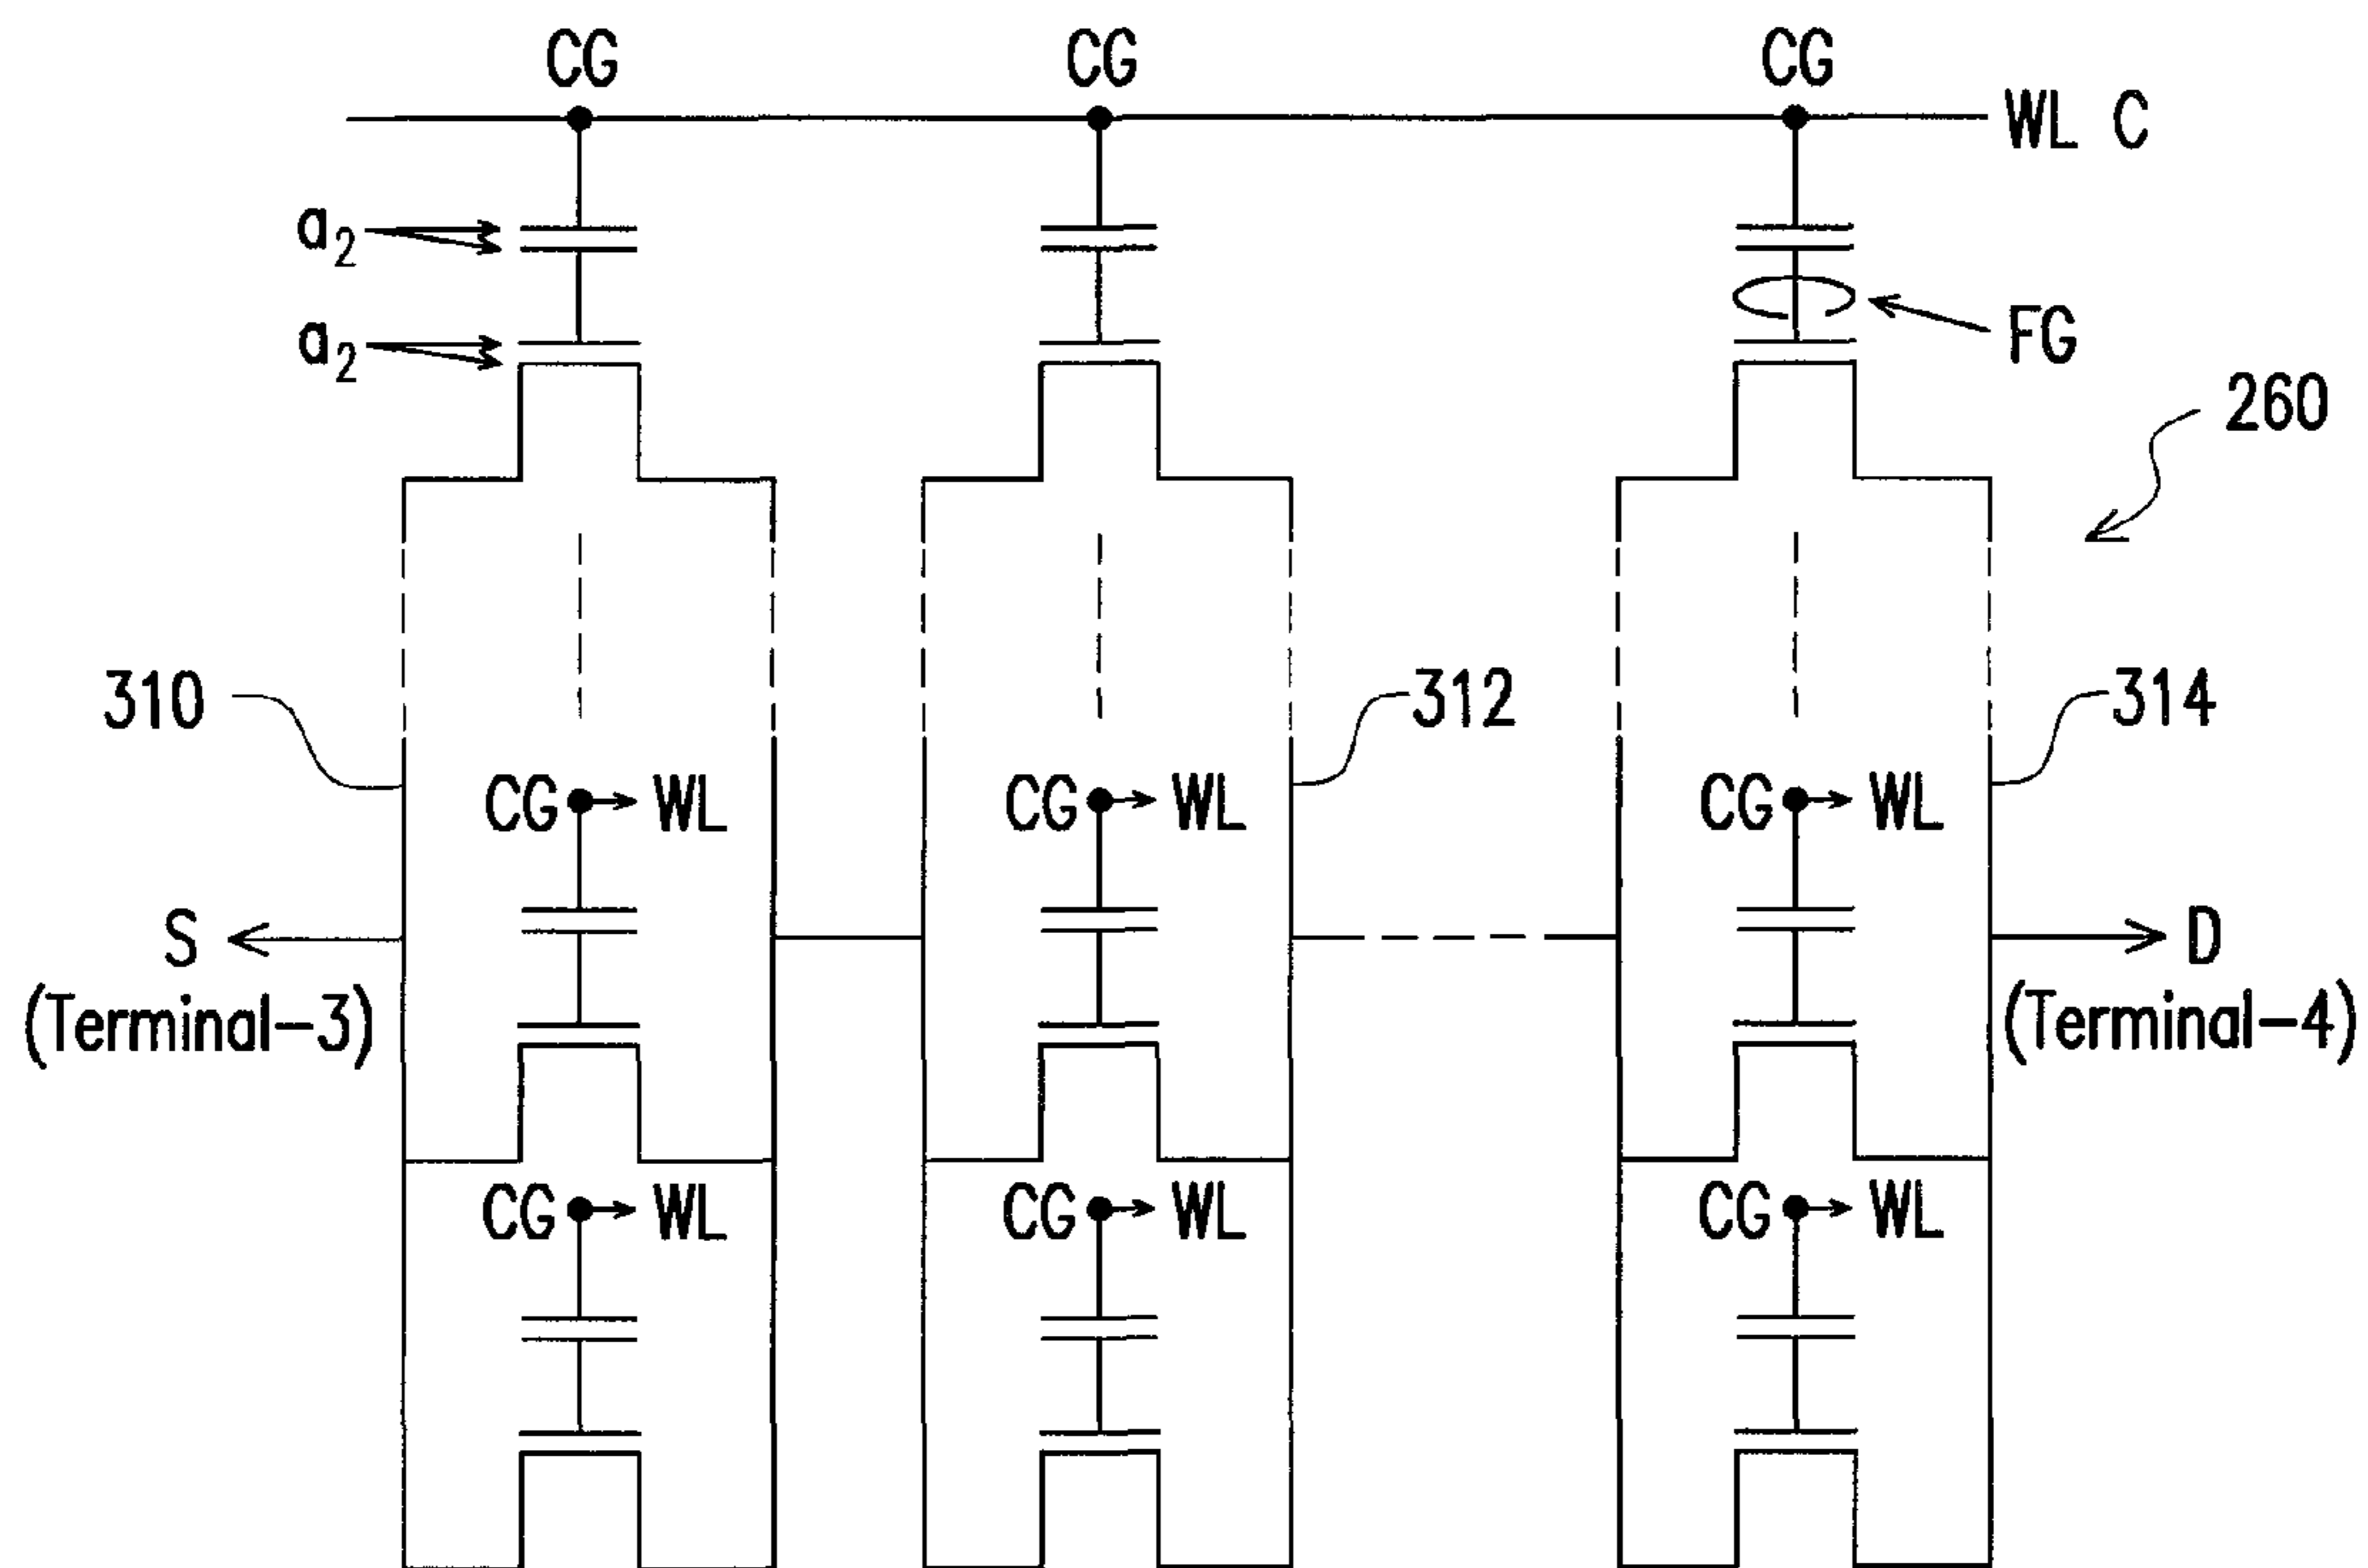 CG CG CG
WL C
a2
a2
FG
260
310
312
314
CG WL CG WL CG WL
S
(Terminal-3)
D
(Terminal-4)
CG WL CG WL CG WL